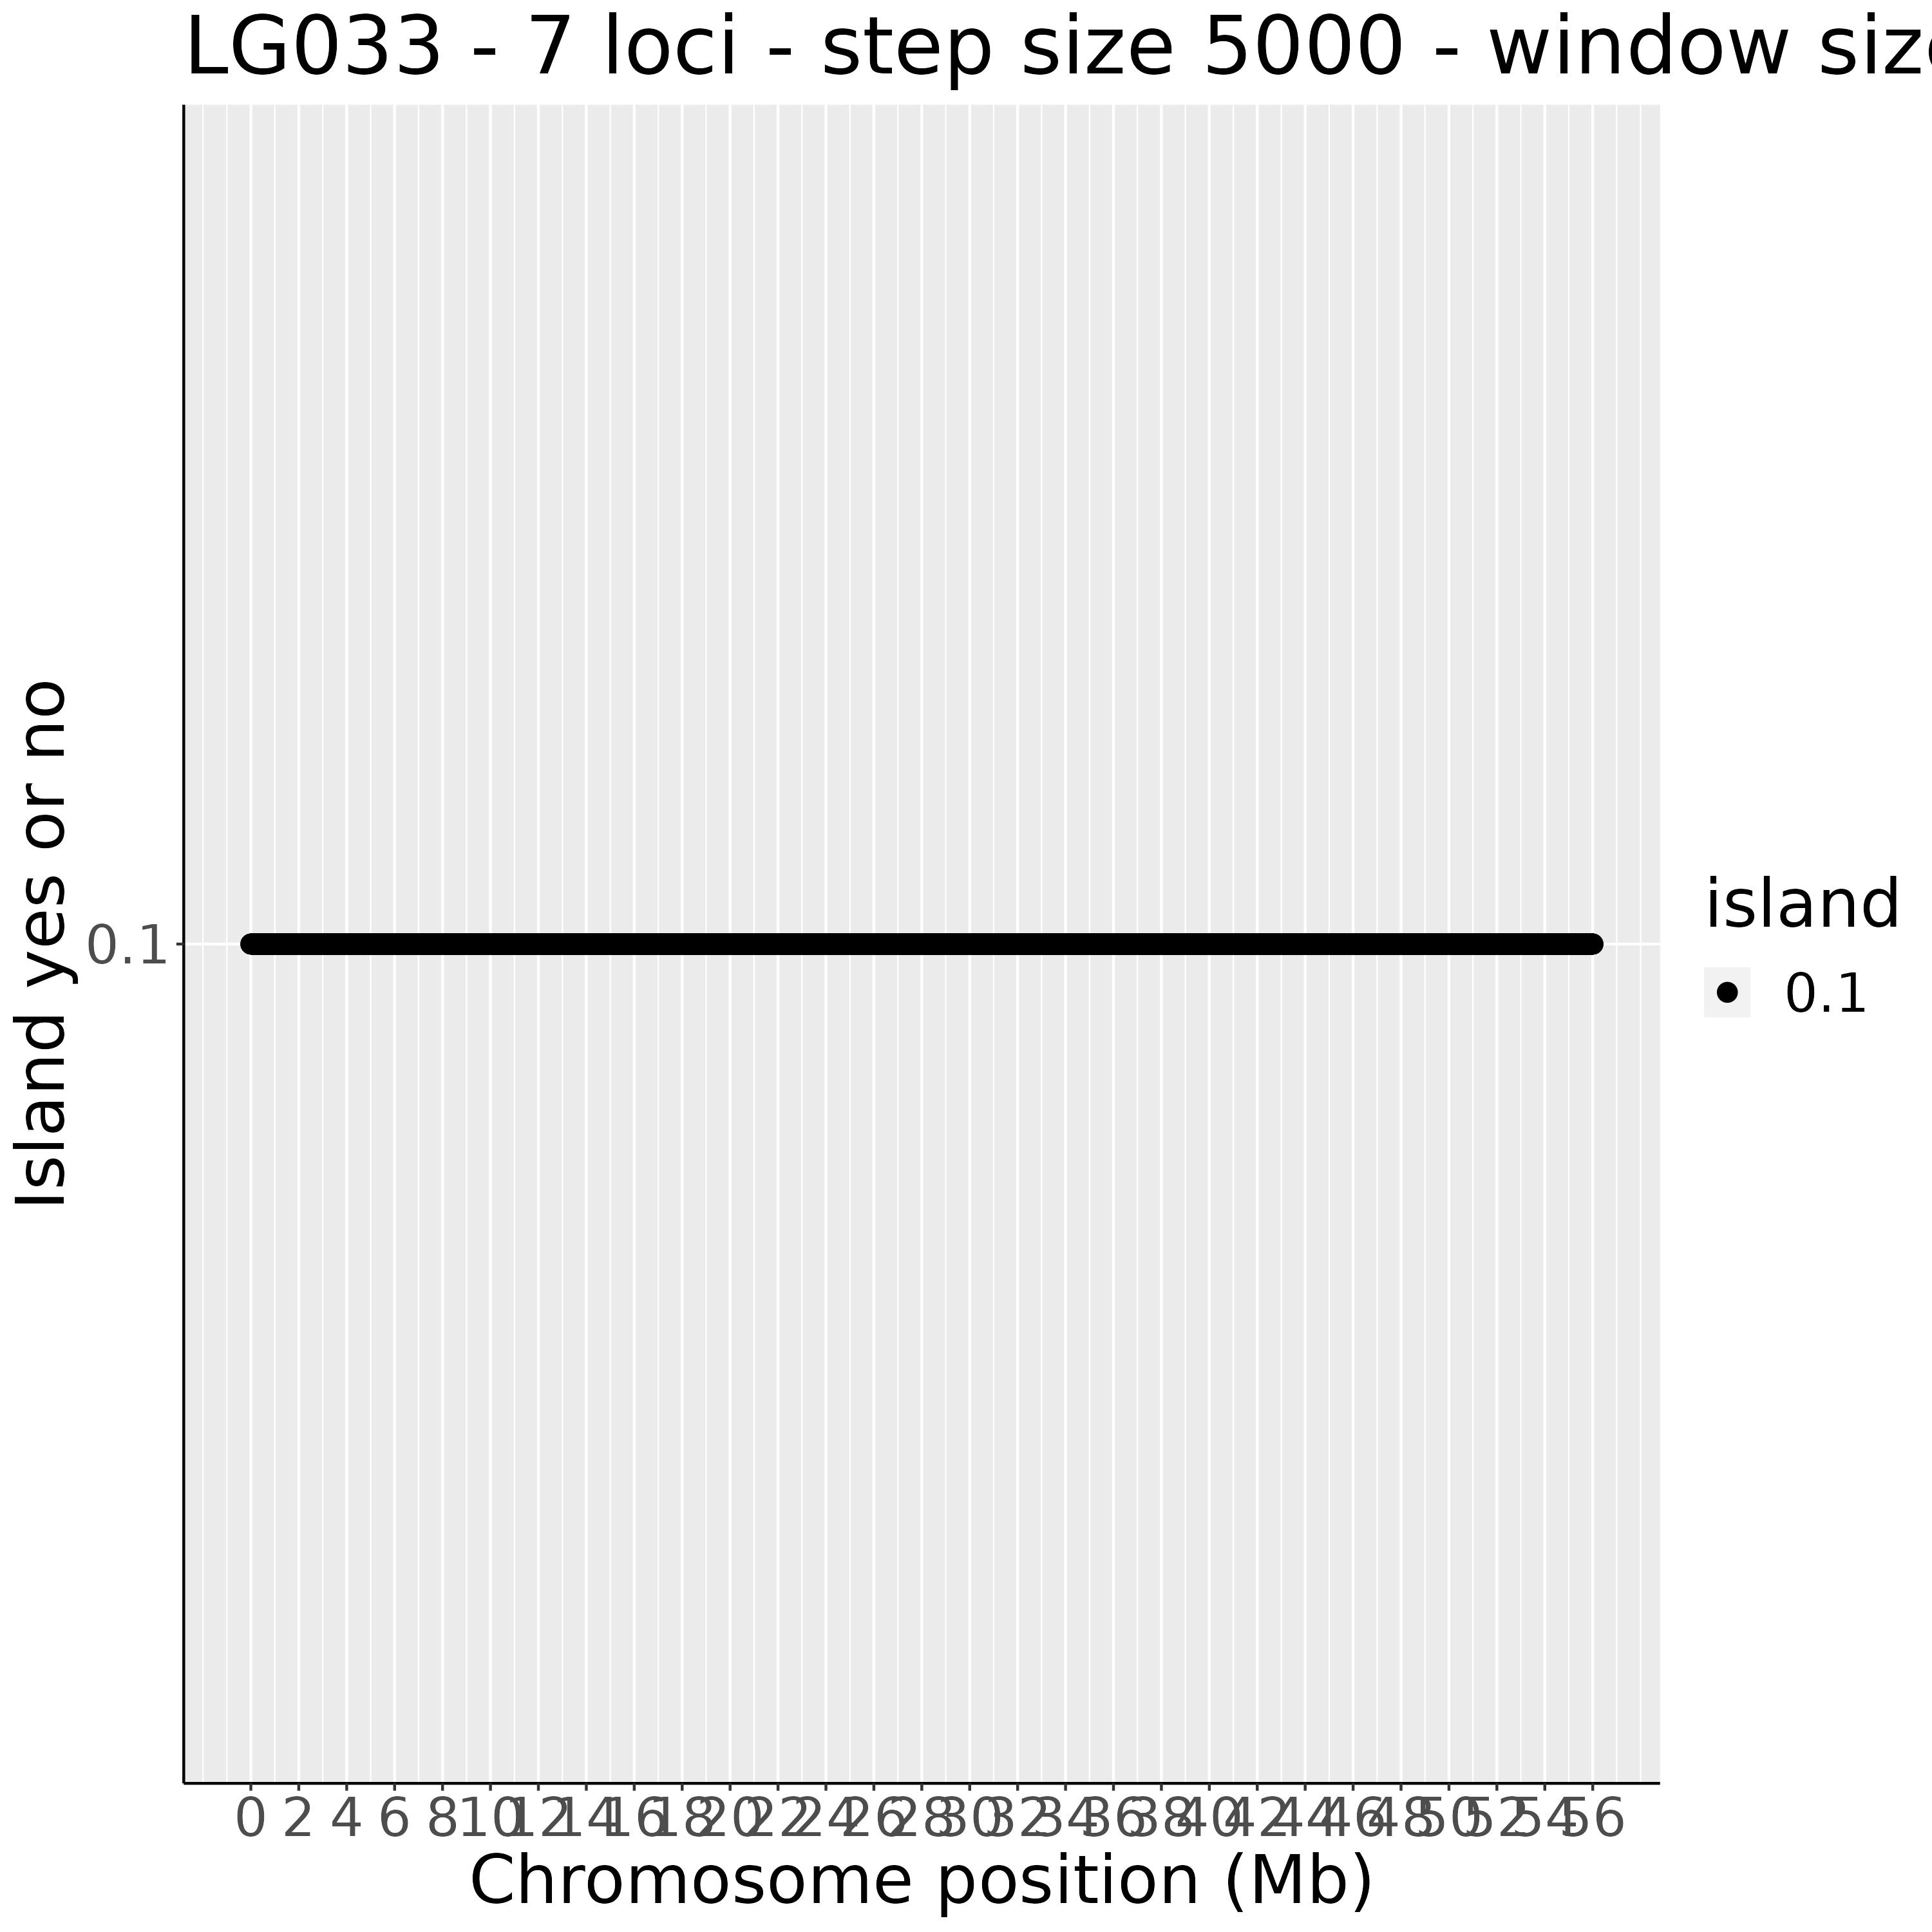 LG033 - 7 loci - step size 5000 - window size
Island yes or no
0.1
island
0.1
0 2 4 6 8 10 12 14 16 18 20 22 24 26 28 30 32 34 36 38 40 42 44 46 48 50 52 54 56
Chromosome position (Mb)